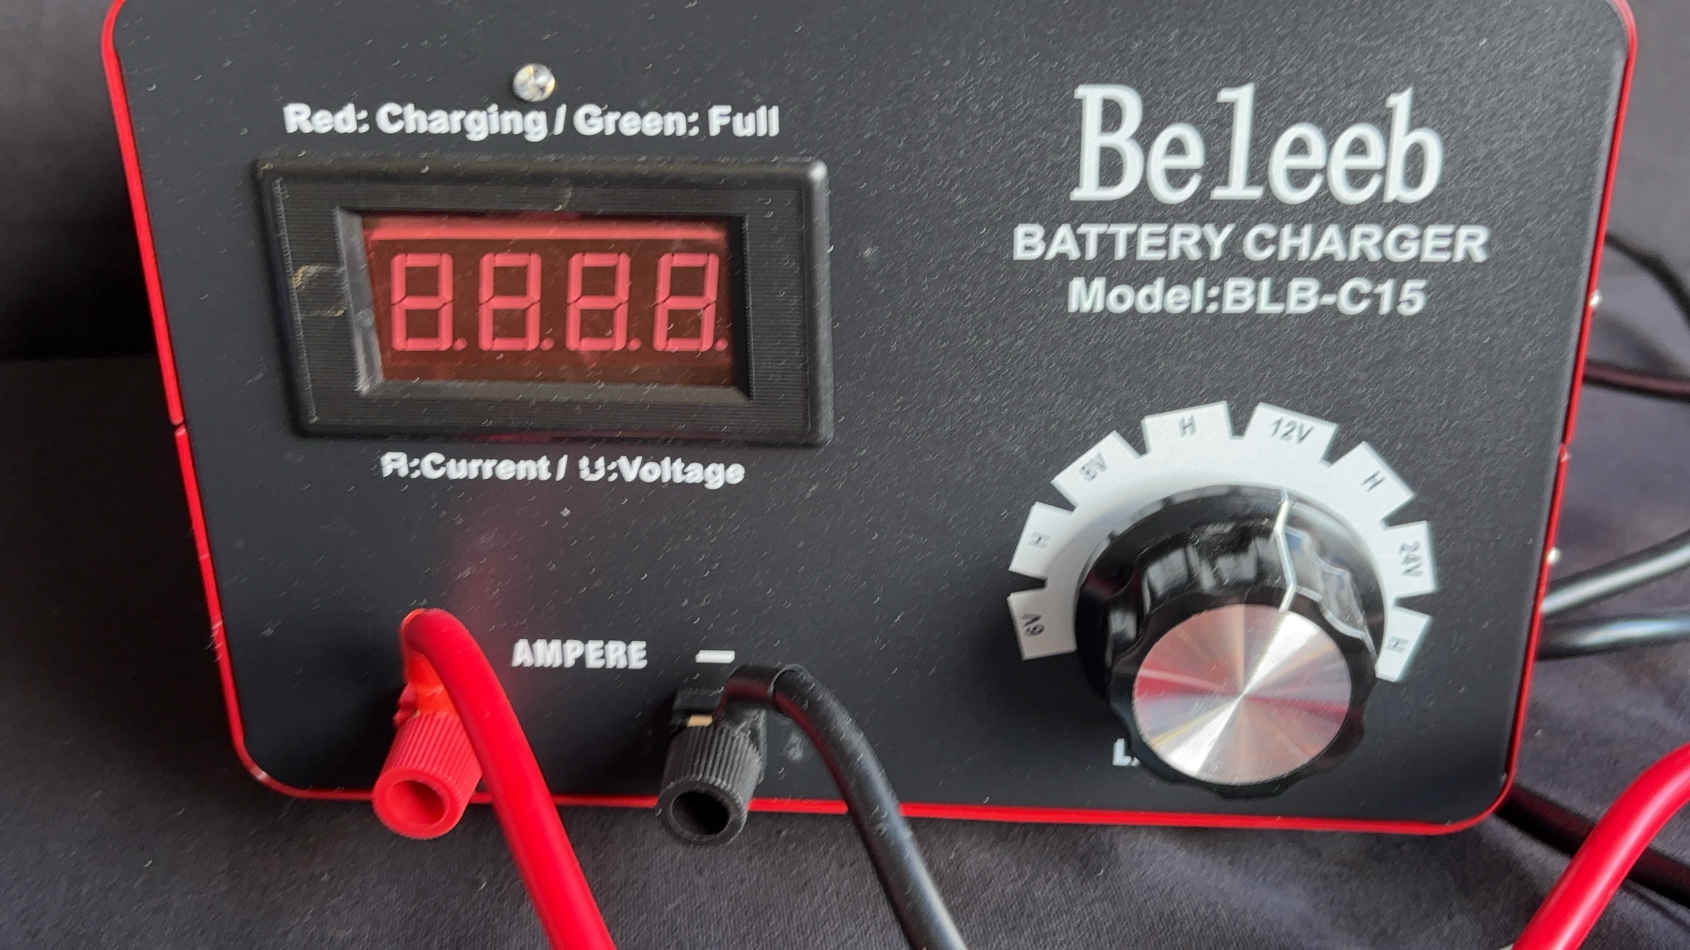 Red: Charging / Green: Full
8.8.8.8.
A:Current / U:Voltage
AMPERE
Beleeb
BATTERY CHARGER
Model:BLB-C15
6V
H
8V
H
12V
H
24V
H